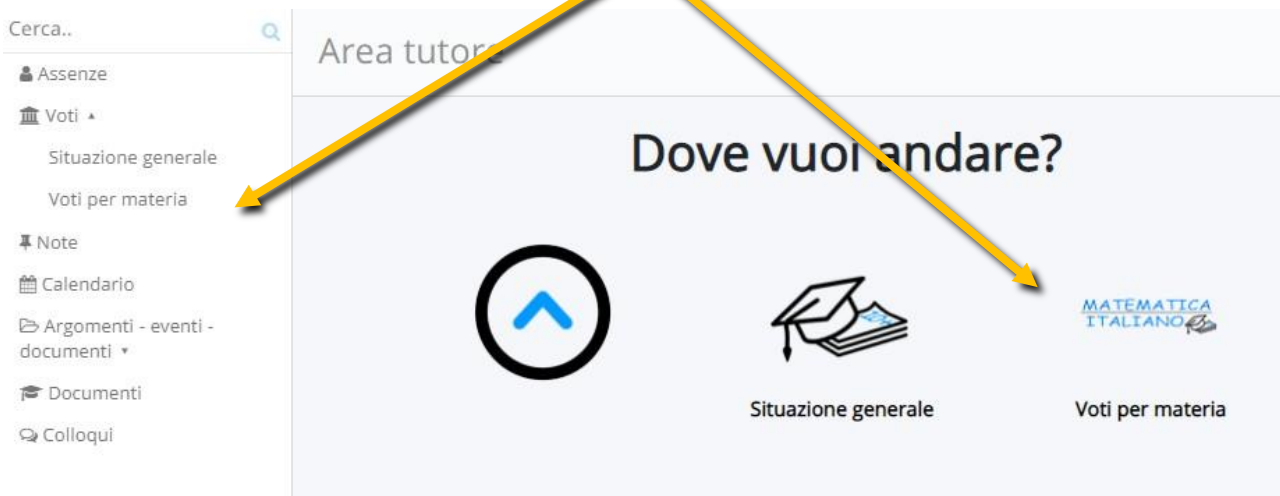 Cerca..
Assenze
Voti
Situazione generale
Voti per materia
Note
Calendario
Argomenti - eventi -
documenti
Documenti
Colloqui
Area tutore
Dove vuoi andare?
MATEMATICA
ITALIANO
Situazione generale
Voti per materia